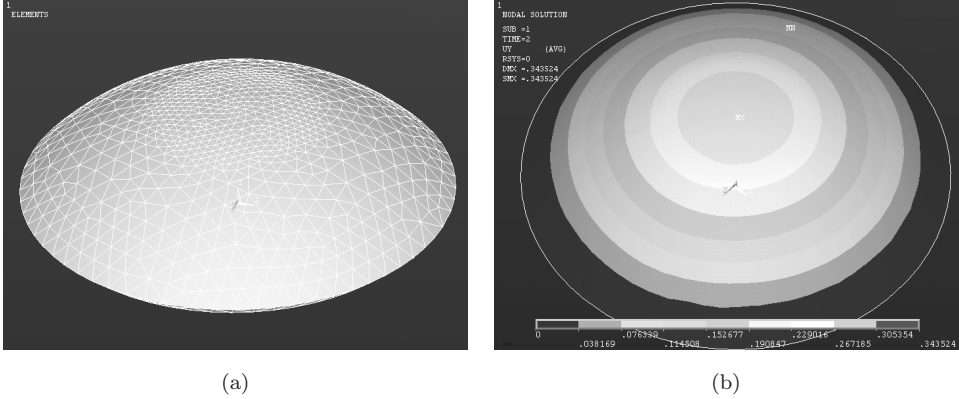 1
ELEMENTS
1
NODAL SOLUTION
SUB =1
TIME=2
UY (AVG)
RSYS=0
DMX =.343524
SMX =.343524
MN
MX
0 .076339 .152677 .229016 .305354
.038169 .114508 .190847 .267185 .343524
(a) (b)